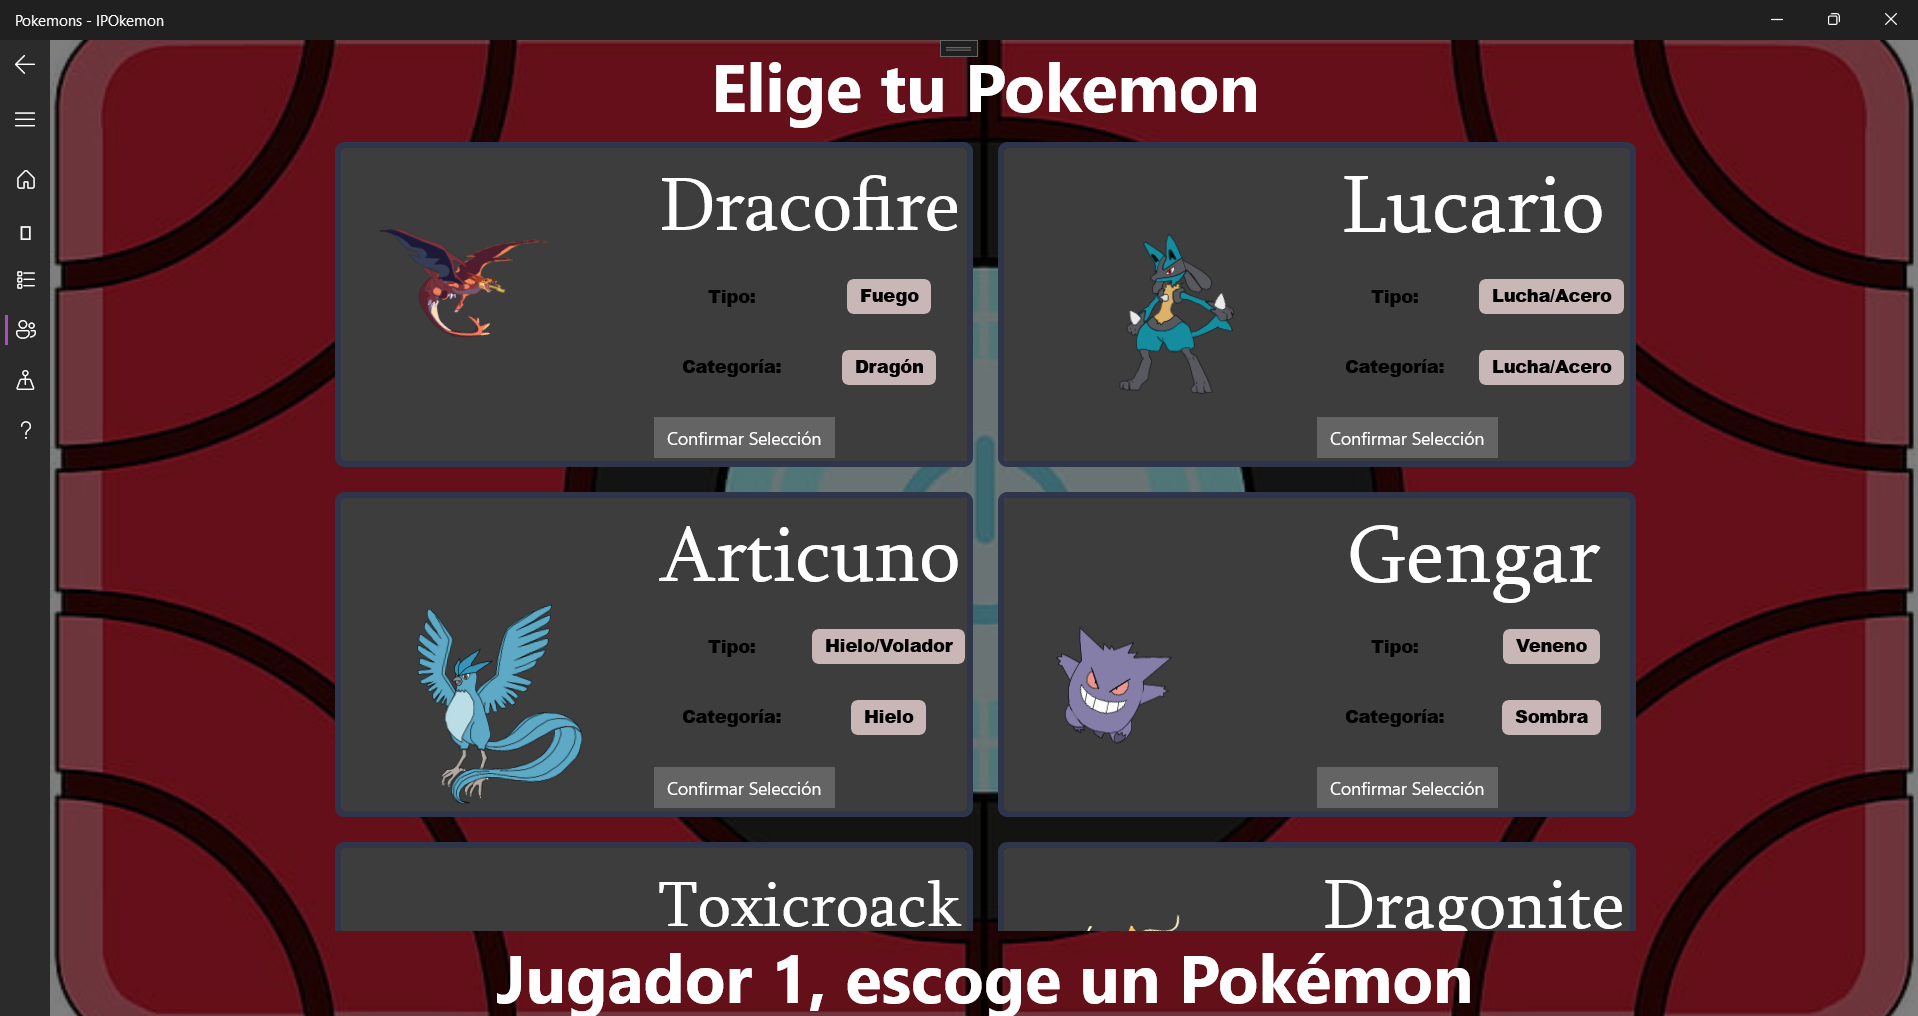 Pokemons - IPOkemon
Elige tu Pokemon
Dracofire
Tipo: Fuego
Categoría: Dragón
Confirmar Selección
Lucario
Tipo: Lucha/Acero
Categoría: Lucha/Acero
Confirmar Selección
Articuno
Tipo: Hielo/Volador
Categoría: Hielo
Confirmar Selección
Gengar
Tipo: Veneno
Categoría: Sombra
Confirmar Selección
Toxicroack
Dragonite
Jugador 1, escoge un Pokémon